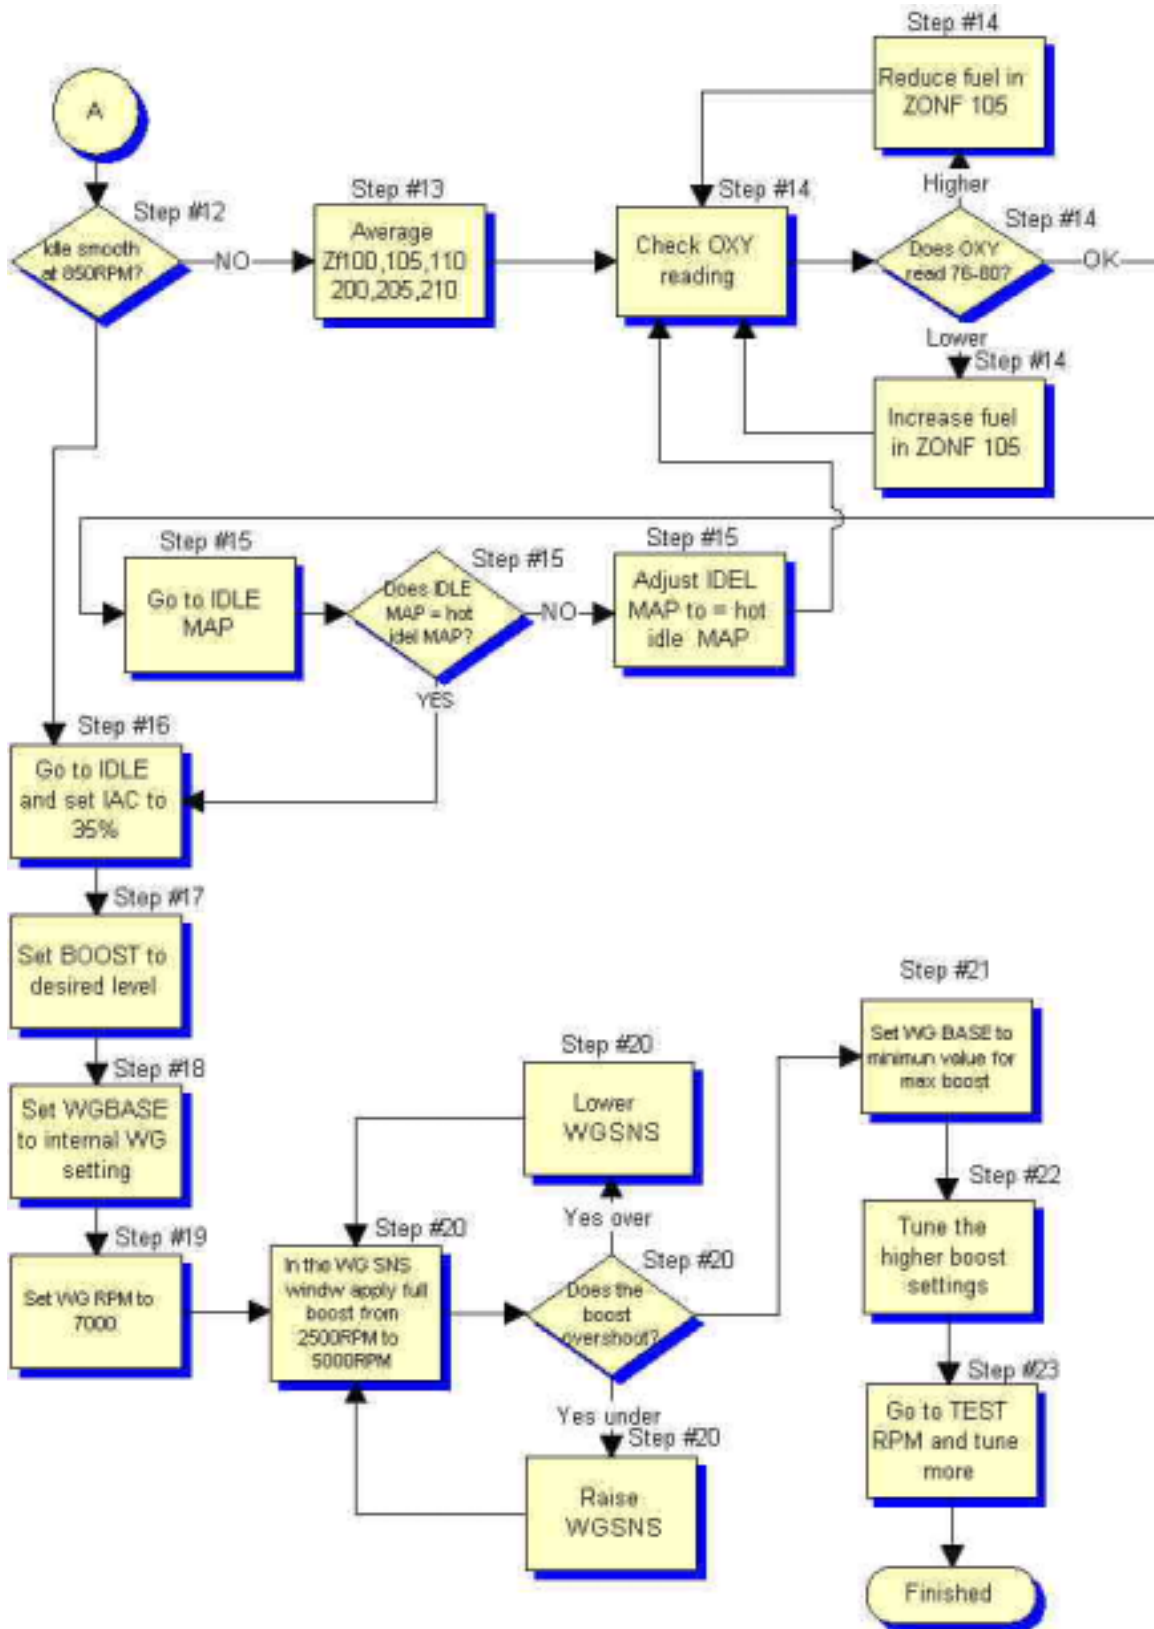 Step #14
Reduce fuel in
ZONF 105
A
Step #12
Idle smooth
at 850RPM?
NO
Step #13
Average
Zf100,105,110
200,205,210
Step #14
Check OXY
reading
Higher
Step #14
Does OXY
read 76-80?
OK
Lower
Step #14
Increase fuel
in ZONF 105
Step #15
Go to IDLE
MAP
Step #15
Does IDLE
MAP = hot
idel MAP?
NO
Step #15
Adjust IDEL
MAP to = hot
idle MAP
YES
Step #16
Go to IDLE
and set IAC to
35%
Step #17
Set BOOST to
desired level
Step #18
Set WGBASE
to internal WG
setting
Step #19
Set WG RPM to
7000
Step #20
In the WG SNS
windw apply full
boost from
2500RPM to
5000RPM
Step #20
Lower
WGSNS
Yes over
Step #20
Does the
boost
overshoot?
Yes under
Step #20
Raise
WGSNS
Step #21
Set WG BASE to
minimun value for
max boost
Step #22
Tune the
higher boost
settings
Step #23
Go to TEST
RPM and tune
more
Finished